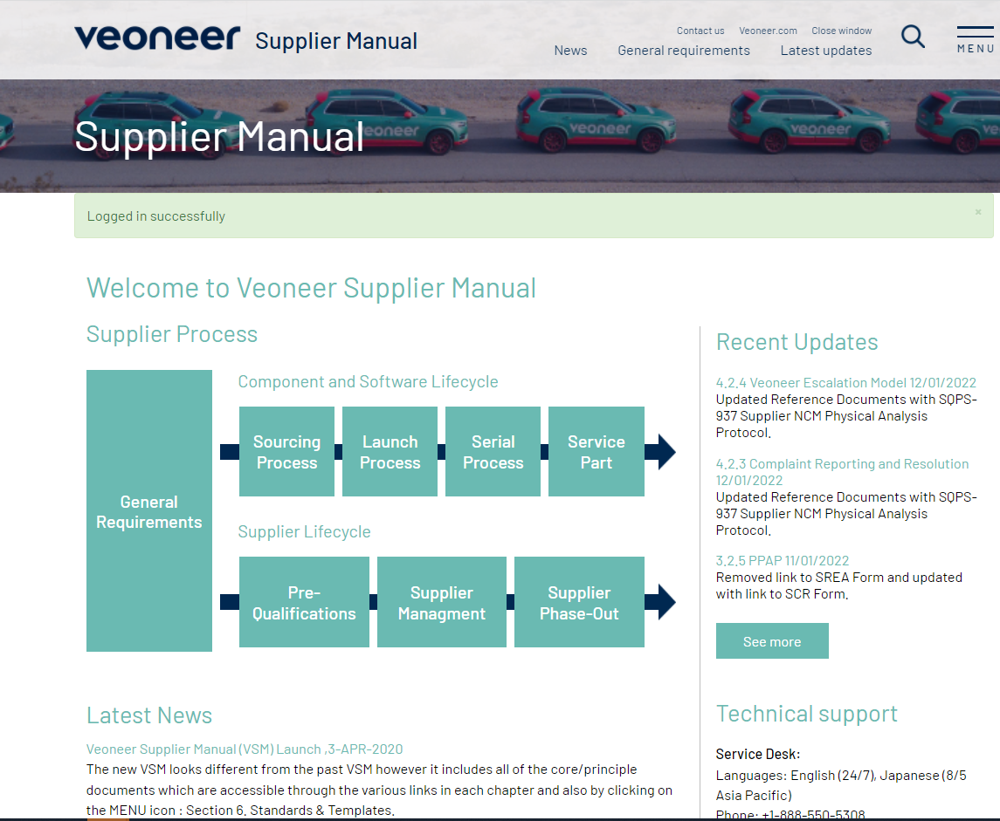 veoneer Supplier Manual
Contact us Veoneer.com Close window
News General requirements Latest updates
MENU
Supplier Manual
veoneer
veoneer
veoneer
Logged in successfully ×
Welcome to Veoneer Supplier Manual
Supplier Process
General
Requirements
Component and Software Lifecycle
Sourcing
Process
Launch
Process
Serial
Process
Service
Part
Supplier Lifecycle
Pre-
Qualifications
Supplier
Managment
Supplier
Phase-Out
Latest News
Veoneer Supplier Manual (VSM) Launch ,3-APR-2020
The new VSM looks different from the past VSM however it includes all of the core/principle
documents which are accessible through the various links in each chapter and also by clicking on
the MENU icon : Section 6. Standards & Templates.
Recent Updates
4.2.4 Veoneer Escalation Model 12/01/2022
Updated Reference Documents with SQPS-
937 Supplier NCM Physical Analysis
Protocol.
4.2.3 Complaint Reporting and Resolution
12/01/2022
Updated Reference Documents with SQPS-
937 Supplier NCM Physical Analysis
Protocol.
3.2.5 PPAP 11/01/2022
Removed link to SREA Form and updated
with link to SCR Form.
See more
Technical support
Service Desk:
Languages: English (24/7), Japanese (8/5
Asia Pacific)
Phone: +1-888-550-5308